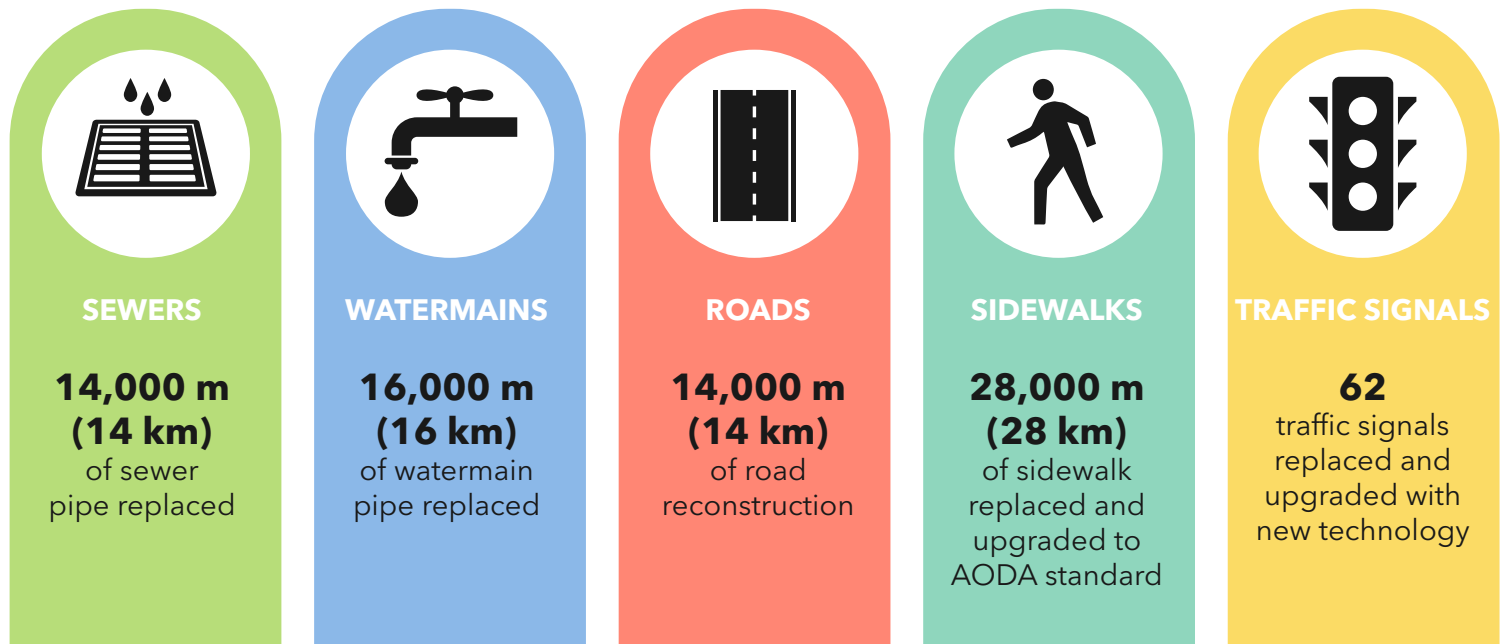 SEWERS
14,000 m
(14 km)
of sewer
pipe replaced
WATERMAINS
16,000 m
(16 km)
of watermain
pipe replaced
ROADS
14,000 m
(14 km)
of road
reconstruction
SIDEWALKS
28,000 m
(28 km)
of sidewalk
replaced and
upgraded to
AODA standard
TRAFFIC SIGNALS
62
traffic signals
replaced and
upgraded with
new technology